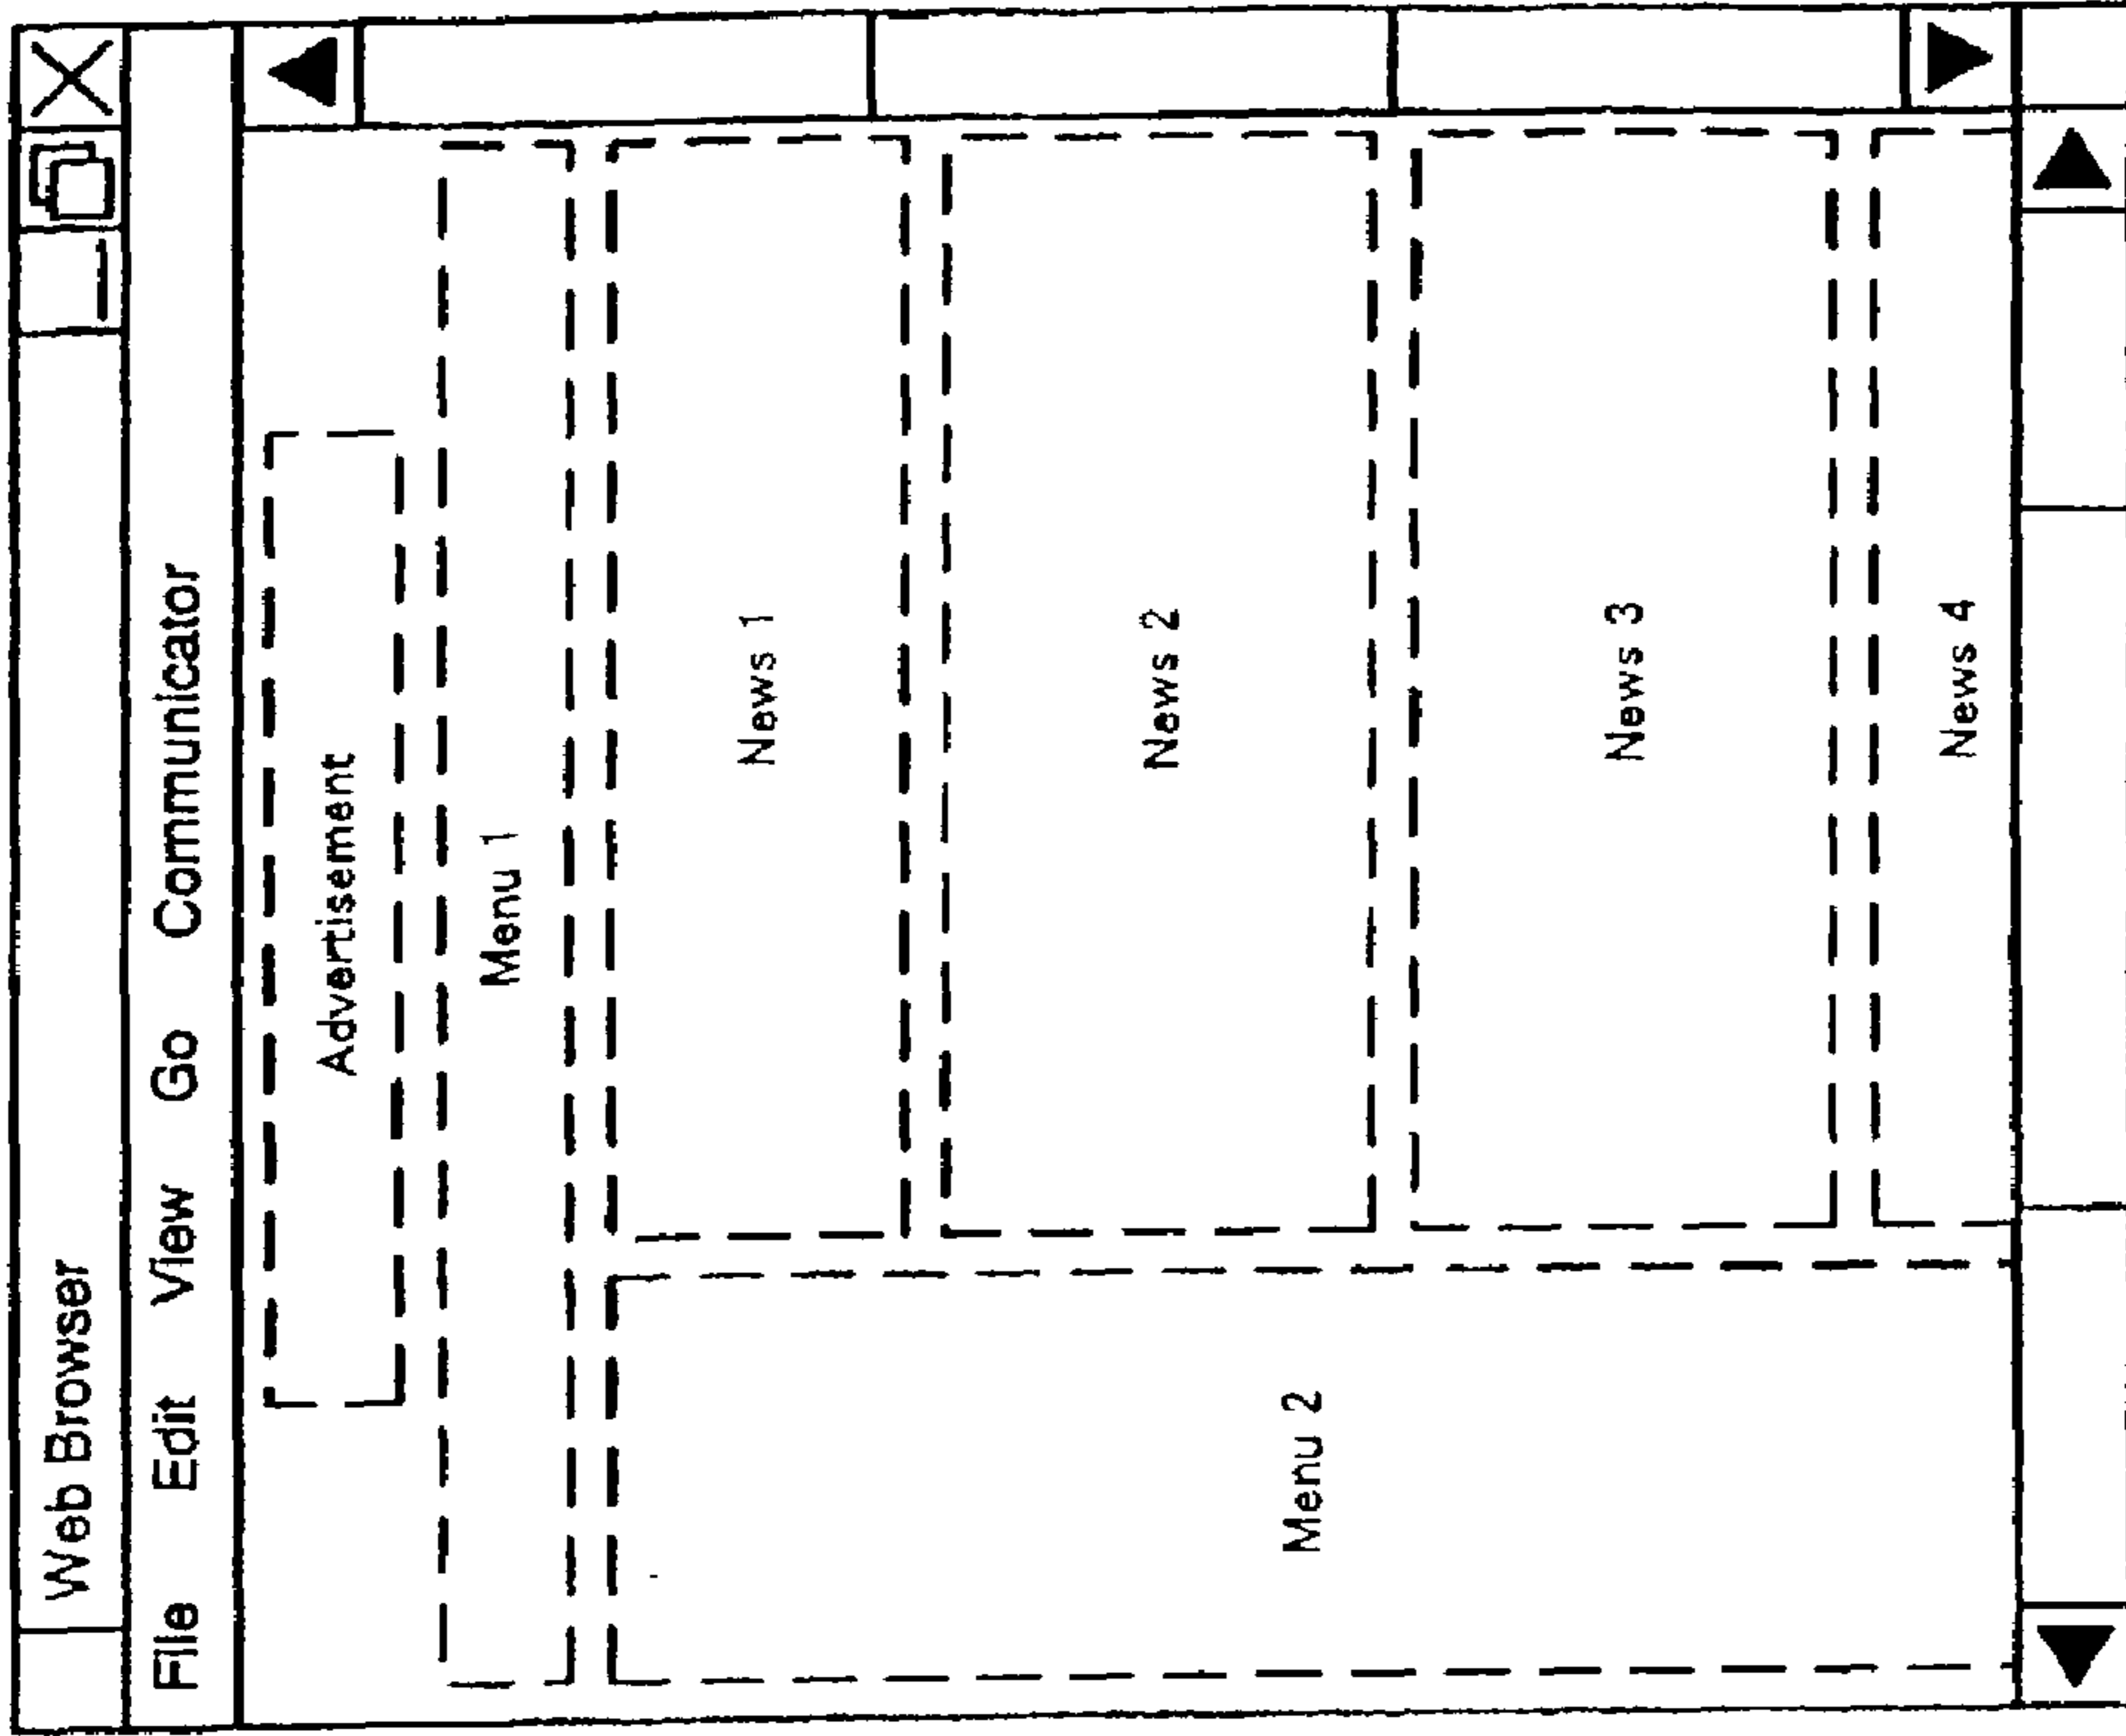 Web Browser
File Edit View Go Communicator
Advertisement
Menu 1
Menu 2
News 1
News 2
News 3
News 4